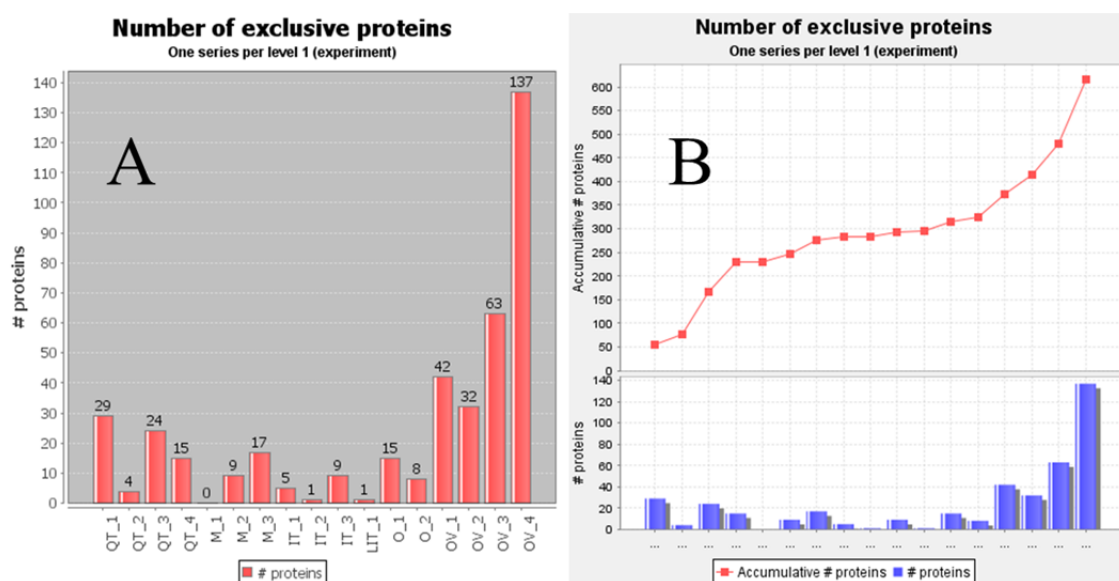 Number of exclusive proteins
One series per level 1 (experiment)
A
# proteins
140
130
120
110
100
90
80
70
60
50
40
30
20
10
0
29
4
24
15
0
9
17
5
1
9
1
15
8
42
32
63
137
QT_1
QT_2
QT_3
QT_4
M_1
M_2
M_3
IT_1
IT_2
IT_3
LIT_1
O_1
O_2
OV_1
OV_2
OV_3
OV_4
# proteins
Number of exclusive proteins
One series per level 1 (experiment)
B
Accumulative # proteins
600
550
500
450
400
350
300
250
200
150
100
50
0
# proteins
140
120
100
80
60
40
20
0
... ... ... ... ... ... ... ... ... ... ... ... ... ... ... ... ...
Accumulative # proteins # proteins